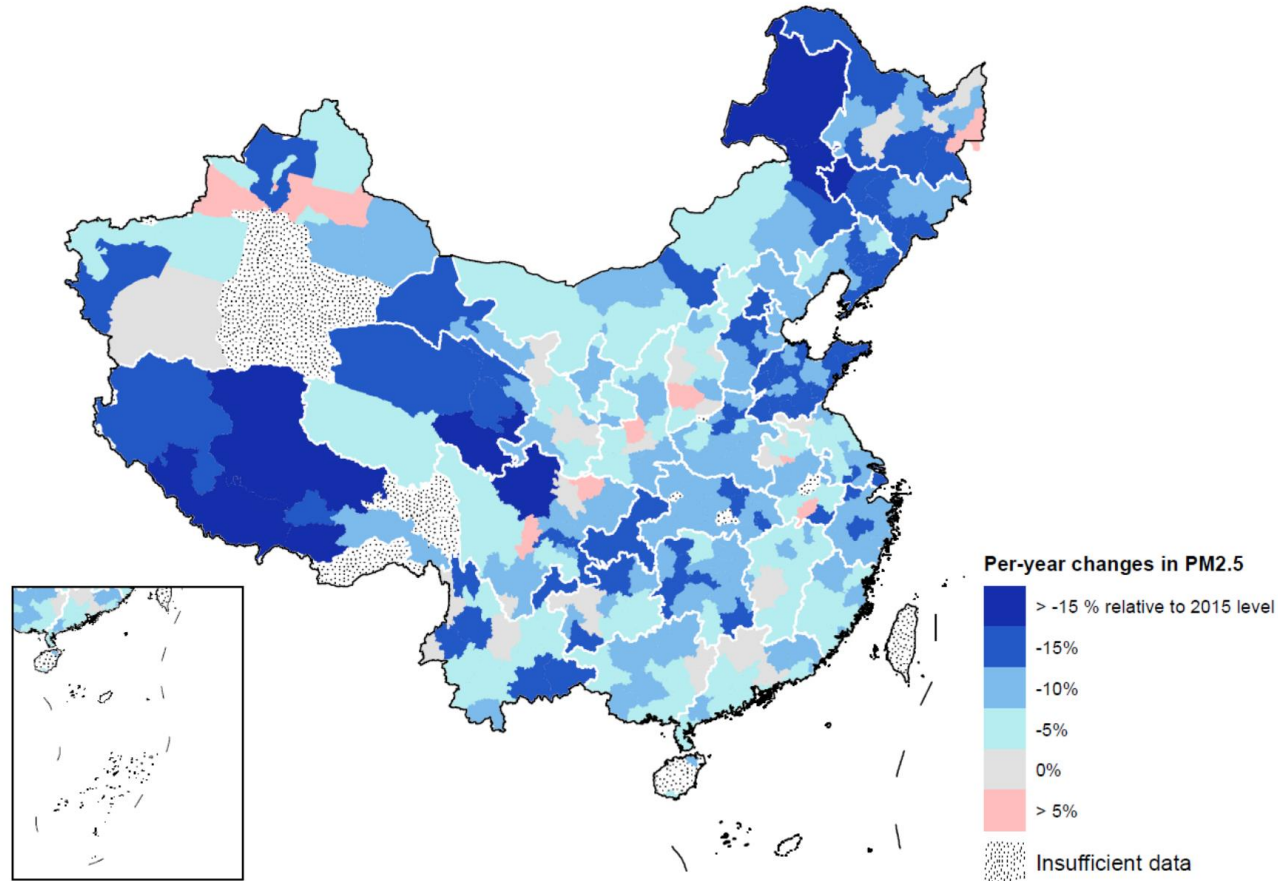 Per-year changes in PM2.5
> -15 % relative to 2015 level
-15%
-10%
-5%
0%
> 5%
Insufficient data